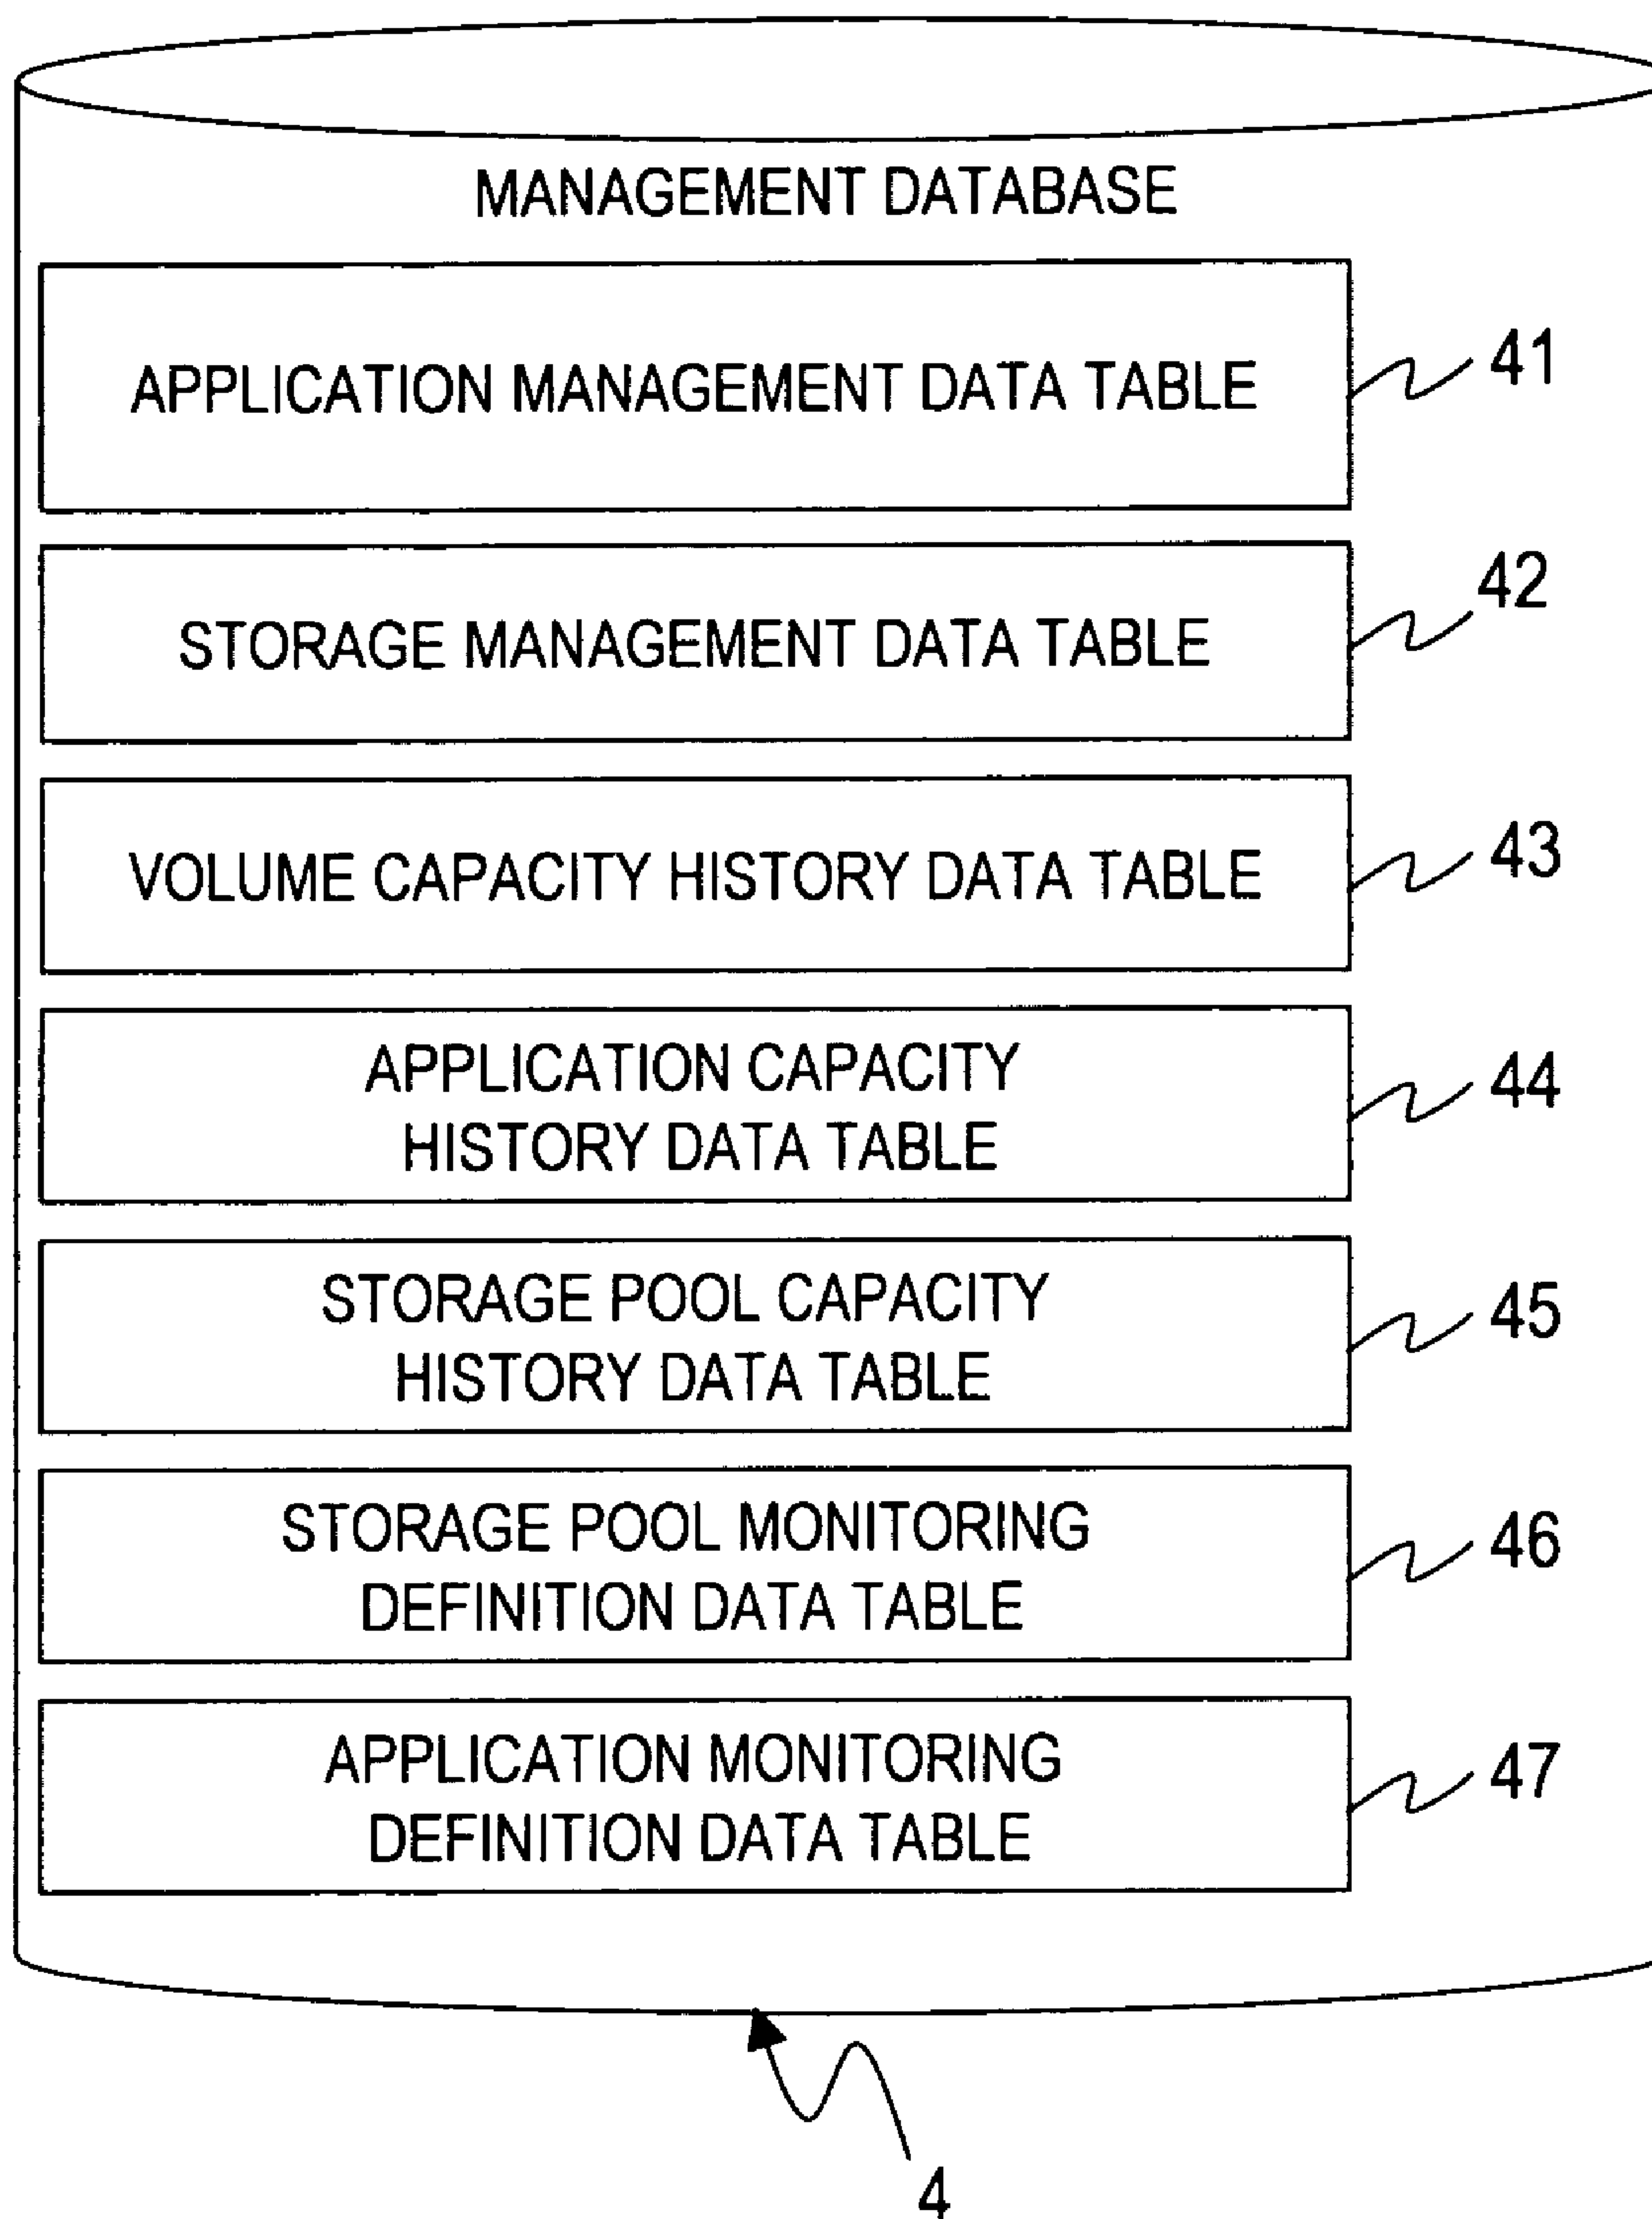 MANAGEMENT DATABASE
APPLICATION MANAGEMENT DATA TABLE
41
STORAGE MANAGEMENT DATA TABLE
42
VOLUME CAPACITY HISTORY DATA TABLE
43
APPLICATION CAPACITY
HISTORY DATA TABLE
44
STORAGE POOL CAPACITY
HISTORY DATA TABLE
45
STORAGE POOL MONITORING
DEFINITION DATA TABLE
46
APPLICATION MONITORING
DEFINITION DATA TABLE
47
4